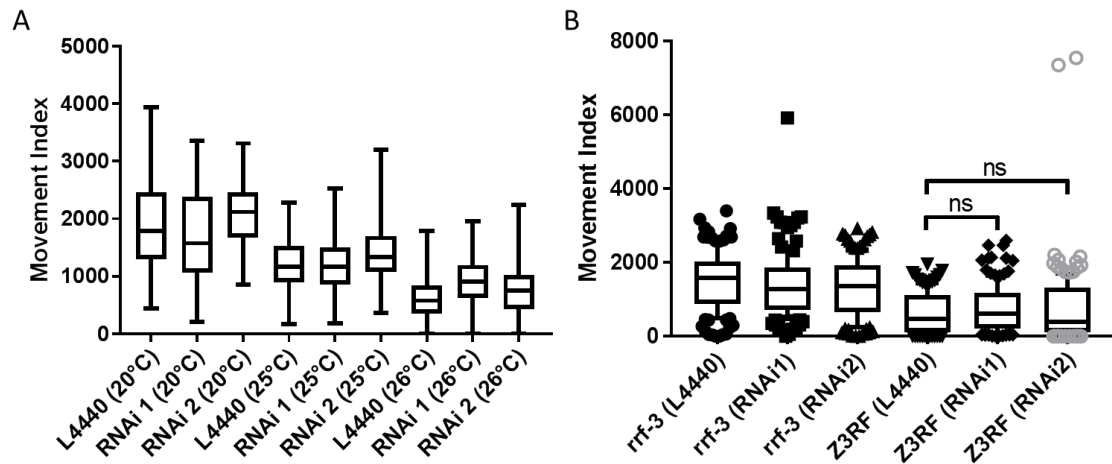 A
Movement Index
5000
4000
3000
2000
1000
0
L4440 (20°C)
RNAi 1 (20°C)
RNAi 2 (20°C)
L4440 (25°C)
RNAi 1 (25°C)
RNAi 2 (25°C)
L4440 (26°C)
RNAi 1 (26°C)
RNAi 2 (26°C)
B
Movement Index
8000
6000
4000
2000
0
ns
ns
rrf-3 (L4440)
rrf-3 (RNAi1)
rrf-3 (RNAi2)
Z3RF (L4440)
Z3RF (RNAi1)
Z3RF (RNAi2)